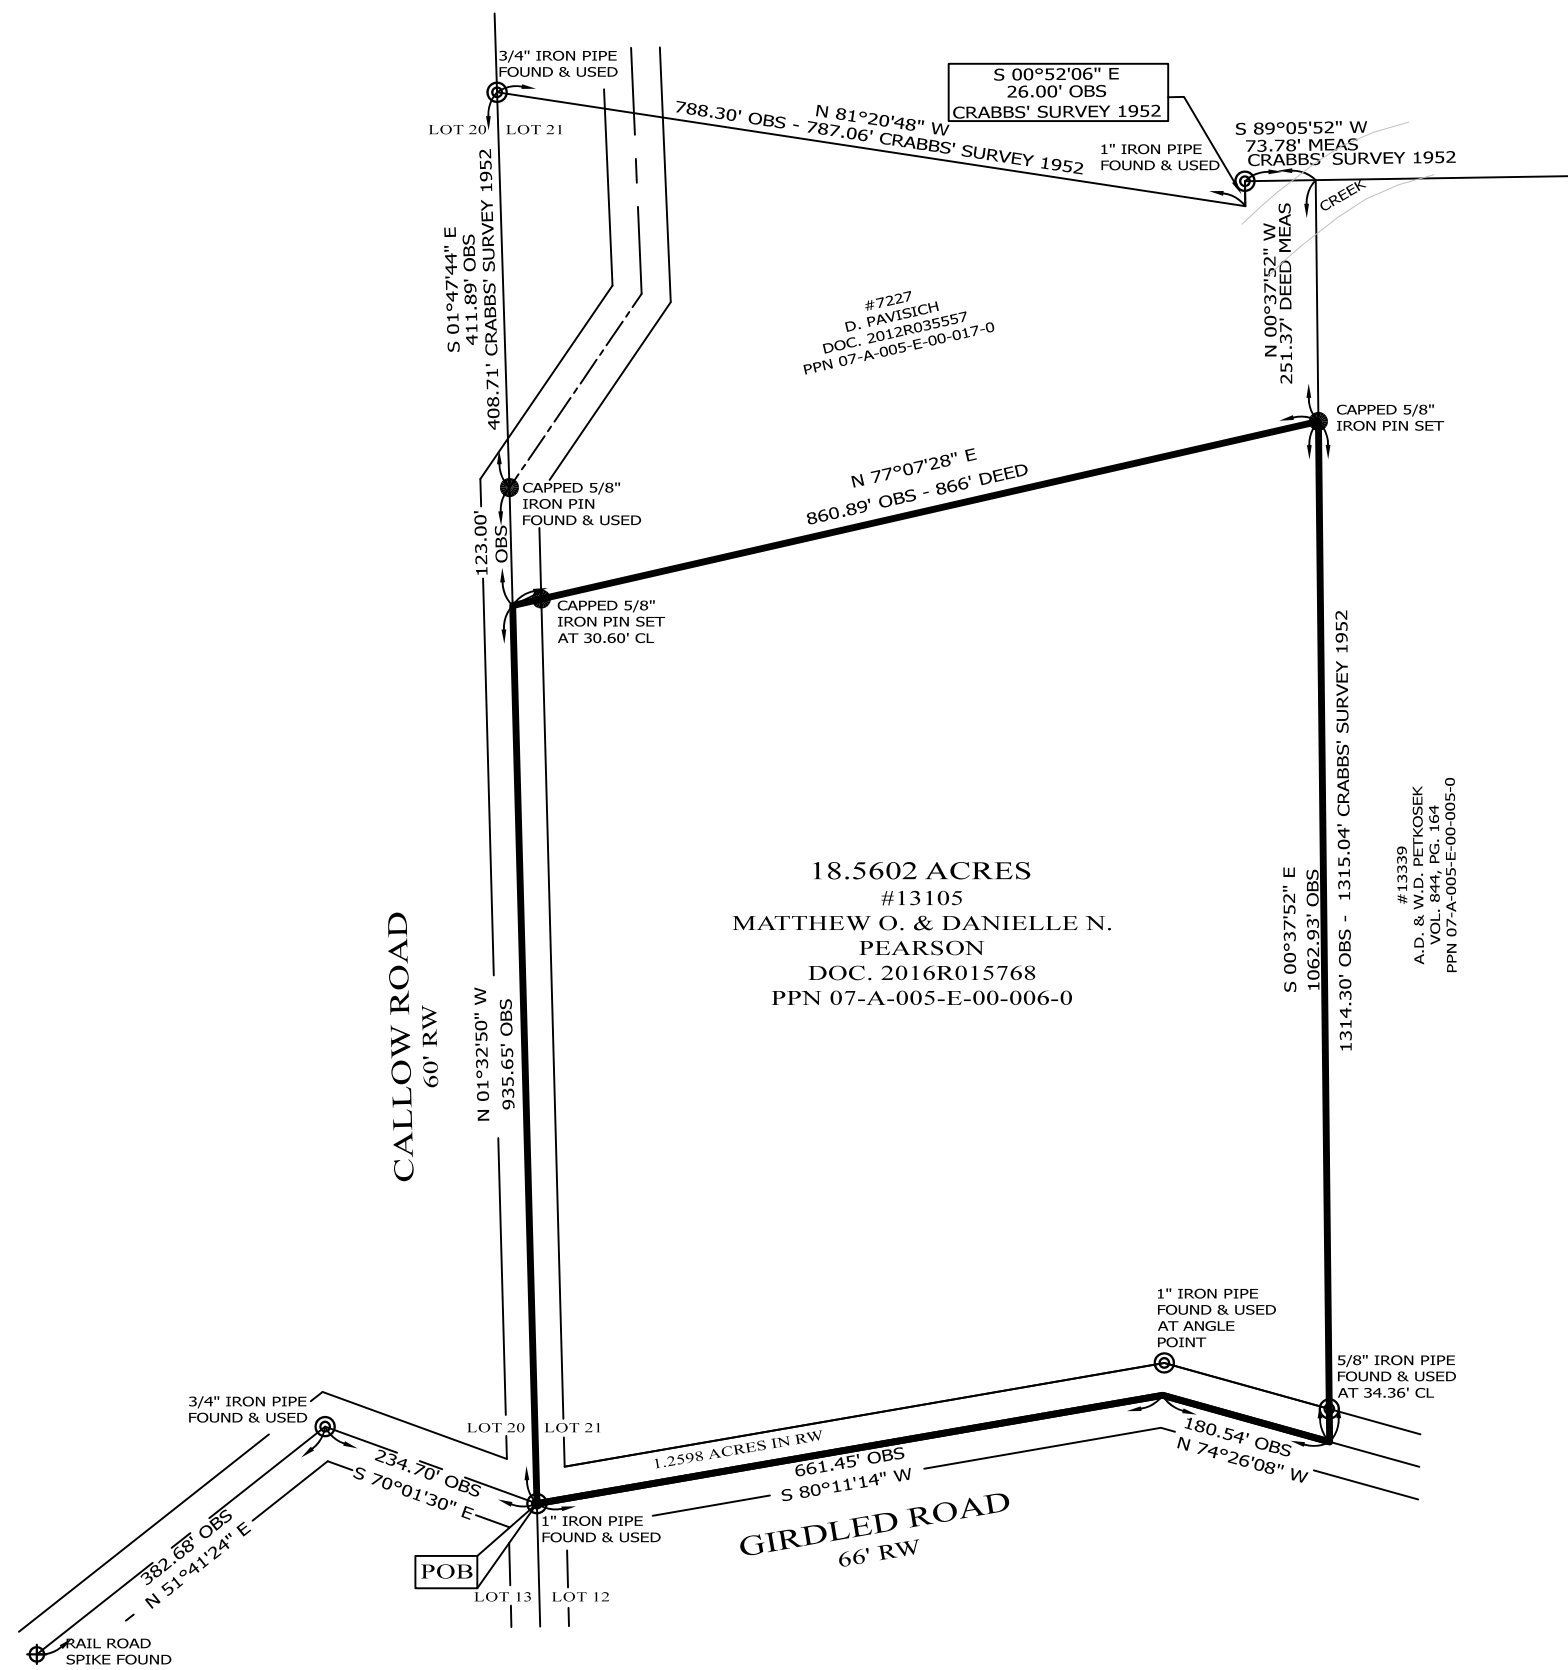 3/4" IRON PIPE
FOUND & USED
LOT 20
LOT 21
788.30' OBS - 787.06' CRABBS' SURVEY 1952
N 81°20'48" W
S 00°52'06" E
26.00' OBS
CRABBS' SURVEY 1952
1" IRON PIPE
FOUND & USED
S 89°05'52" W
73.78' MEAS
CRABBS' SURVEY 1952
CREEK
S 01°47'44" E
411.89' OBS
408.71' CRABBS' SURVEY 1952
N 00°37'52" W
251.37' DEED MEAS
#7227
D. PAVISICH
DOC. 2012R035557
PPN 07-A-005-E-00-017-0
CAPPED 5/8"
IRON PIN SET
N 77°07'28" E
860.89' OBS - 866' DEED
CAPPED 5/8"
IRON PIN
FOUND & USED
123.00'
OBS
CAPPED 5/8"
IRON PIN SET
AT 30.60' CL
18.5602 ACRES
#13105
MATTHEW O. & DANIELLE N.
PEARSON
DOC. 2016R015768
PPN 07-A-005-E-00-006-0
S 00°37'52" E
1062.93' OBS
1314.30' OBS - 1315.04' CRABBS' SURVEY 1952
#13339
A.D. & W.D. PETKOSEK
VOL. 844, PG. 164
PPN 07-A-005-E-00-005-0
CALLOW ROAD
60' RW
N 01°32'50" W
935.65' OBS
1" IRON PIPE
FOUND & USED
AT ANGLE
POINT
5/8" IRON PIPE
FOUND & USED
AT 34.36' CL
3/4" IRON PIPE
FOUND & USED
LOT 20
LOT 21
1.2598 ACRES IN RW
661.45' OBS
S 80°11'14" W
180.54' OBS
N 74°26'08" W
234.70' OBS
S 70°01'30" E
1" IRON PIPE
FOUND & USED
GIRDLED ROAD
66' RW
382.68' OBS
N 51°41'24" E
POB
LOT 13
LOT 12
RAIL ROAD
SPIKE FOUND